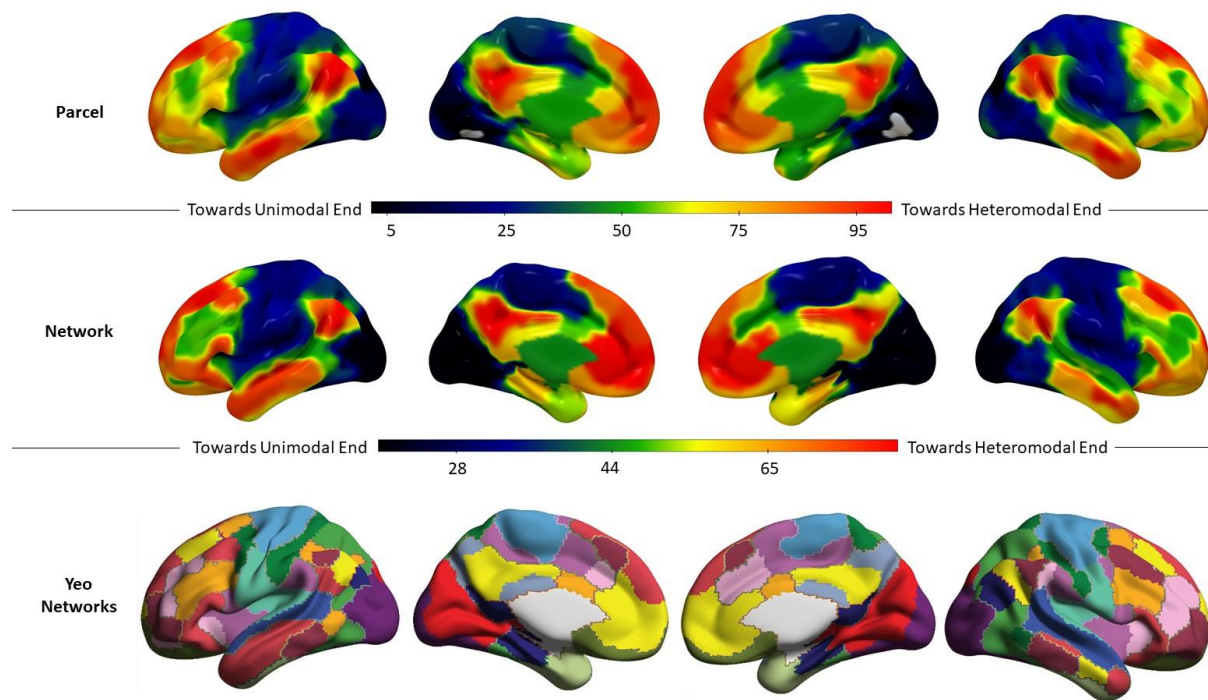 Parcel
Towards Unimodal End
Towards Heteromodal End
5 25 50 75 95
Network
Towards Unimodal End
Towards Heteromodal End
28 44 65
Yeo
Networks